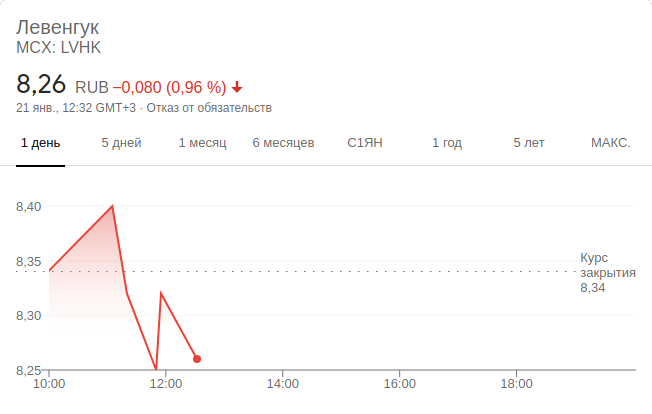 Левенгук
MCX: LVHK
8,26 RUB −0,080 (0,96 %)
21 янв., 12:32 GMT+3 · Отказ от обязательств
1 день 5 дней 1 месяц 6 месяцев С1ЯН 1 год 5 лет МАКС.
8,40
8,35
Курс
закрытия
8,34
8,30
8,25
10:00 12:00 14:00 16:00 18:00